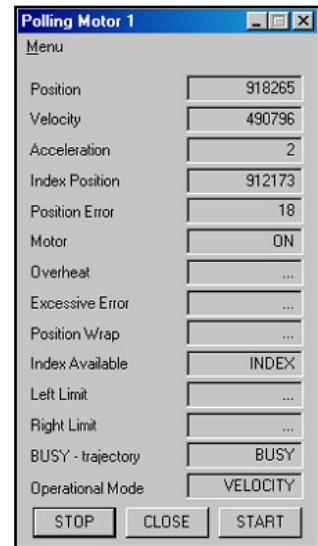 Polling Motor 1
Menu
Position 918265
Velocity 490796
Acceleration 2
Index Position 912173
Position Error 18
Motor ON
Overheat ...
Excessive Error ...
Position Wrap ...
Index Available INDEX
Left Limit ...
Right Limit ...
BUSY - trajectory BUSY
Operational Mode VELOCITY
STOP CLOSE START